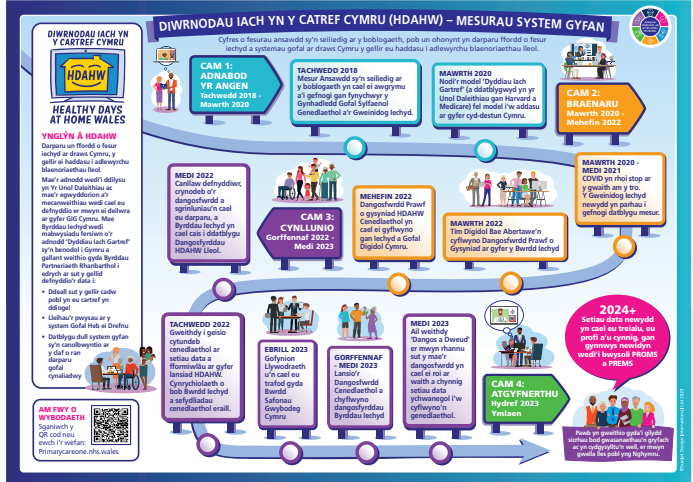 DIWRNODAU IACH YN Y CATREF CYMRU (HDAHW) – MESURAU SYSTEM GYFAN
Cyfres o fesurau ansawdd sy'n seiliedig ar y boblogaeth, pob un ohonynt yn darparu ffordd o fesur
iechyd a systemau gofal ar draws Cymru y gellir eu haddasu i adlewyrchu blaenoriaethau lleol.
DIWRNODAU IACH YN
Y CARTREF CYMRU
HDAHW
HEALTHY DAYS
AT HOME WALES
YNGLŶN Â HDAHW
Darparu un ffordd o fesur
iechyd ar draws Cymru, y
gellir ei haddasu i adlewyrchu
blaenoriaethau lleol.
Mae'r adnodd wedi'i ddilysu
yn Yr Unol Daleithiau ac
mae'r egwyddorion a'r
mecanweithiau wedi cael eu
defnyddio er mwyn ei deilwra
ar gyfer GIG Cymru. Mae
Byrddau Iechyd wedi
mabwysiadu fersiwn o'r
adnodd 'Dyddiau Iach Gartref'
sy'n benodol i Gymru a
gallant weithio gyda Byrddau
Partneriaeth Rhanbarthol i
edrych ar sut y gellid
defnyddio'r data i:
• Ddeall sut y gellir cadw
pobl yn eu cartref yn
ddiogel
• Lleihau'r pwysau ar y
system Gofal Heb ei Drefnu
• Datblygu dull system gyfan
sy'n canolbwyntio ar
y claf o ran
darparu
gofal
cynaliadwy
AM FWY O
WYBODAETH
Sganiwch y
QR cod neu
ewch i'r wefan:
Primarycareone.nhs.wales
CAM 1:
ADNABOD
YR ANGEN
Tachwedd 2018 -
Mawrth 2020
TACHWEDD 2018
Mesur Ansawdd sy'n seiliedig ar
y boblogaeth yn cael ei awgrymu
a'i gefnogi gan fynychwyr y
Gynhadledd Gofal Sylfaenol
Genedlaethol a'r Gweinidog Iechyd.
MAWRTH 2020
Nodi'r model 'Dyddiau Iach
Gartref' (a ddatblygwyd yn yr
Yr Unol Daleithiau gan Harvard a
Medicare) fel model i'w addasu
ar gyfer cyd-destun Cymru.
CAM 2:
BRAENARU
Mawrth 2020 -
Mehefin 2022
MAWRTH 2020 -
MEDI 2021
COVID yn rhoi stop ar
y gwaith am y tro.
Y Gweinidog Iechyd
newydd yn parhau i
gefnogi datblygu mesur.
MAWRTH 2022
Tîm Digidol Bae Abertawe'n
cyflwyno Dangosfwrdd Prawf o
Gysyniad ar gyfer y Bwrdd Iechyd
MEHEFIN 2022
Dangosfwrdd Prawf
o gysyniad HDAHW
Cenedlaethol yn
cael ei gyflwyno
gan Iechyd a Gofal
Digidol Cymru.
CAM 3:
CYNLLUNIO
Gorffennaf 2022 -
Medi 2023
MEDI 2022
Canllaw defnyddiwr,
crynodeb o'r
dangosfwrdd a
sgriniluniau'n cael
eu darparu, a
Byrddau Iechyd yn
cael cais i ddatblygu
Dangosfyrddau
HDAHW Lleol.
TACHWEDD 2022
Gweithdy i geisio
cytundeb
cenedlaethol ar
setiau data a
fformiwlâu ar gyfer
lansiad HDAHW.
Cynrychiolaeth o
bob Bwrdd Iechyd
a sefydliadau
cenedlaethol eraill.
EBRILL 2023
Gofynion
Llywodraeth
u'n cael eu
trafod gyda
Bwrdd
Safonau
Gwybodeg
Cymru
GORFFENNAF
- MEDI 2023
Lansio'r
Dangosfwrdd
Cenedlaethol a
chyflwyno
dangosfyrddau
Byrddau Iechyd
MEDI 2023
Ail weithdy
'Dangos a Dweud'
er mwyn rhannu
sut y mae'r
dangosfwrdd yn
cael ei roi ar
waith a chynnig
setiau data
ychwanegol i'w
cyflwyno'n
genedlaethol.
CAM 4:
ATGYFNERTHU
Hydref 2023
Ymlaen
2024+
Setiau data newydd
yn cael eu treialu, eu
profi a'u cynnig, gan
gynnwys newidyn
wedi'i bwysoli PROMS
a PREMS
Pawb yn gweithio gyda'i gilydd
sicrhau bod gwasanaethau'n gryfach
ac yn cydgysylltu'n well, er mwyn
gwella lles pobl yng Nghymru.